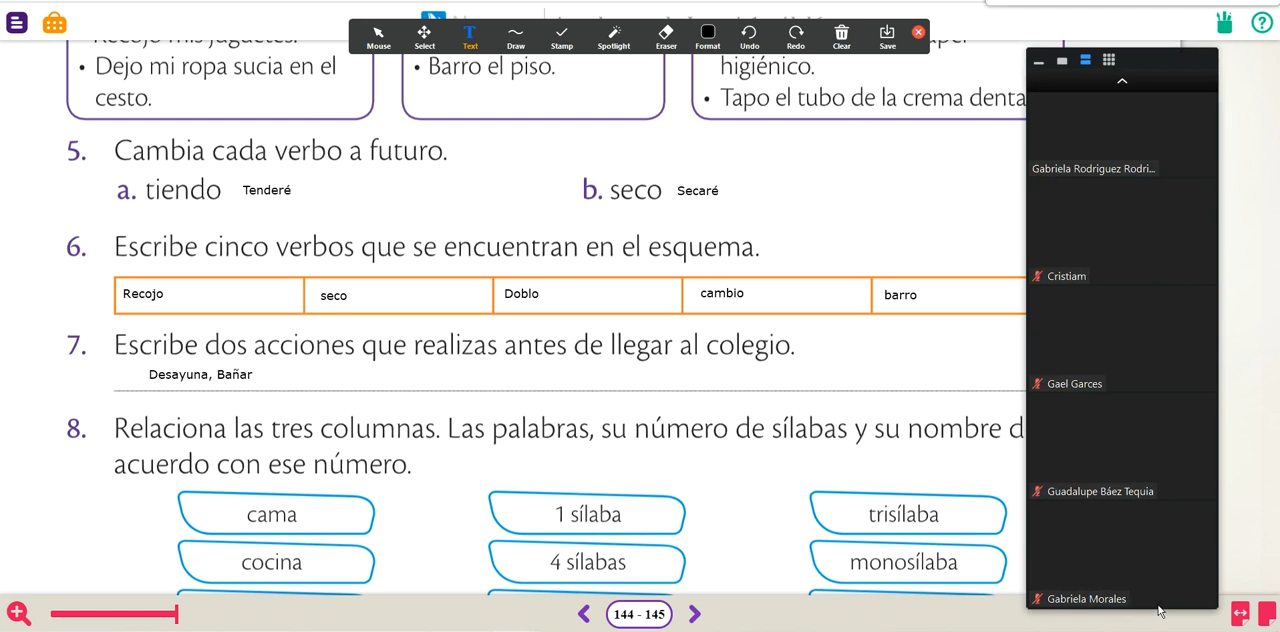 Mouse Select Text Draw Stamp Spotlight Eraser Format Undo Redo Clear Save
• Dejo mi ropa sucia en el
cesto.
• Barro el piso.
higiénico.
• Tapo el tubo de la crema denta
5. Cambia cada verbo a futuro.
a. tiendo Tenderé b. seco Secaré
6. Escribe cinco verbos que se encuentran en el esquema.
Recojo seco Doblo cambio barro
7. Escribe dos acciones que realizas antes de llegar al colegio.
Desayuna, Bañar
8. Relaciona las tres columnas. Las palabras, su número de sílabas y su nombre d
acuerdo con ese número.
cama 1 sílaba trisílaba
cocina 4 sílabas monosílaba
144 - 145
Gabriela Rodriguez Rodri...
Cristiam
Gael Garces
Guadalupe Báez Tequia
Gabriela Morales